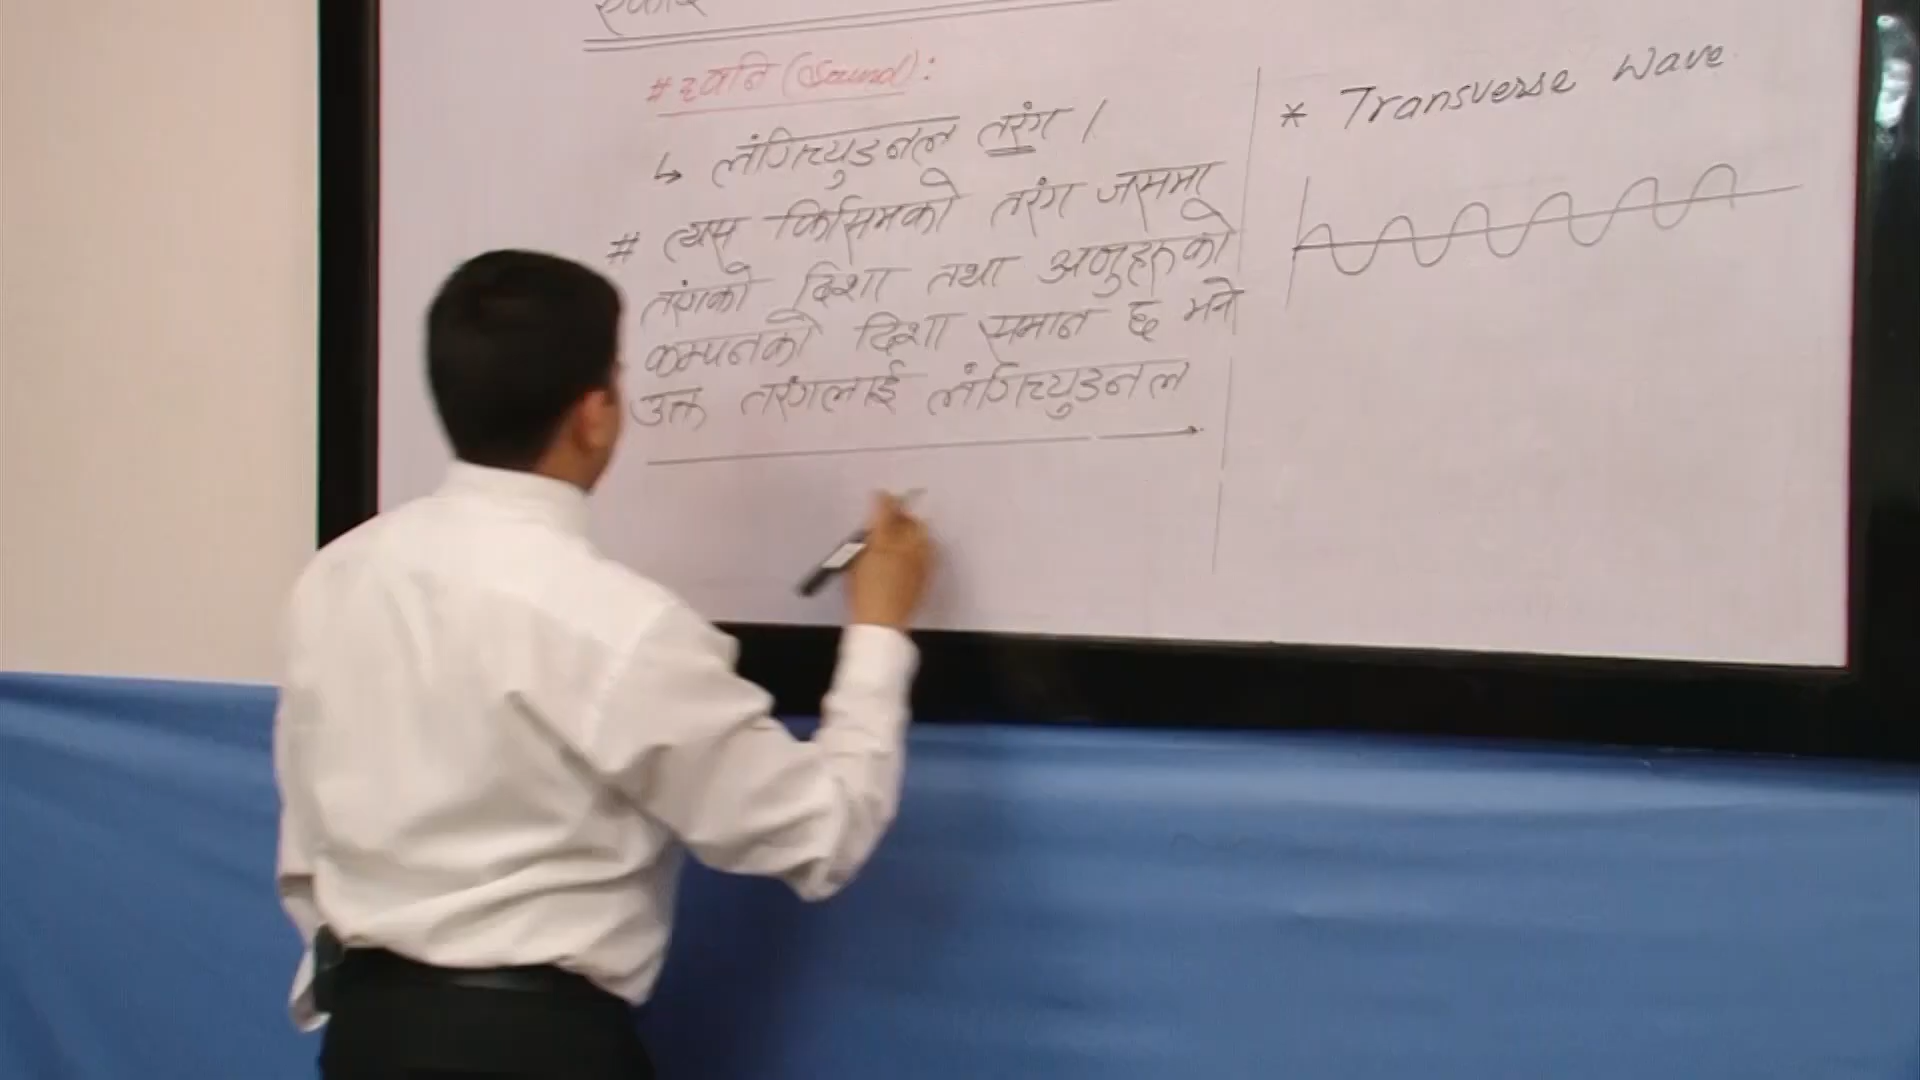 # ध्वनि (Sound) :
↳ लंगिच्युडनल तरंग ।
# त्यस किसिमको तरंग जसमा
तरंगको दिशा तथा अणुहरुको
कम्पनको दिशा समान छ भने
उक्त तरंगलाई लंगिच्युडनल
* Transverse Wave